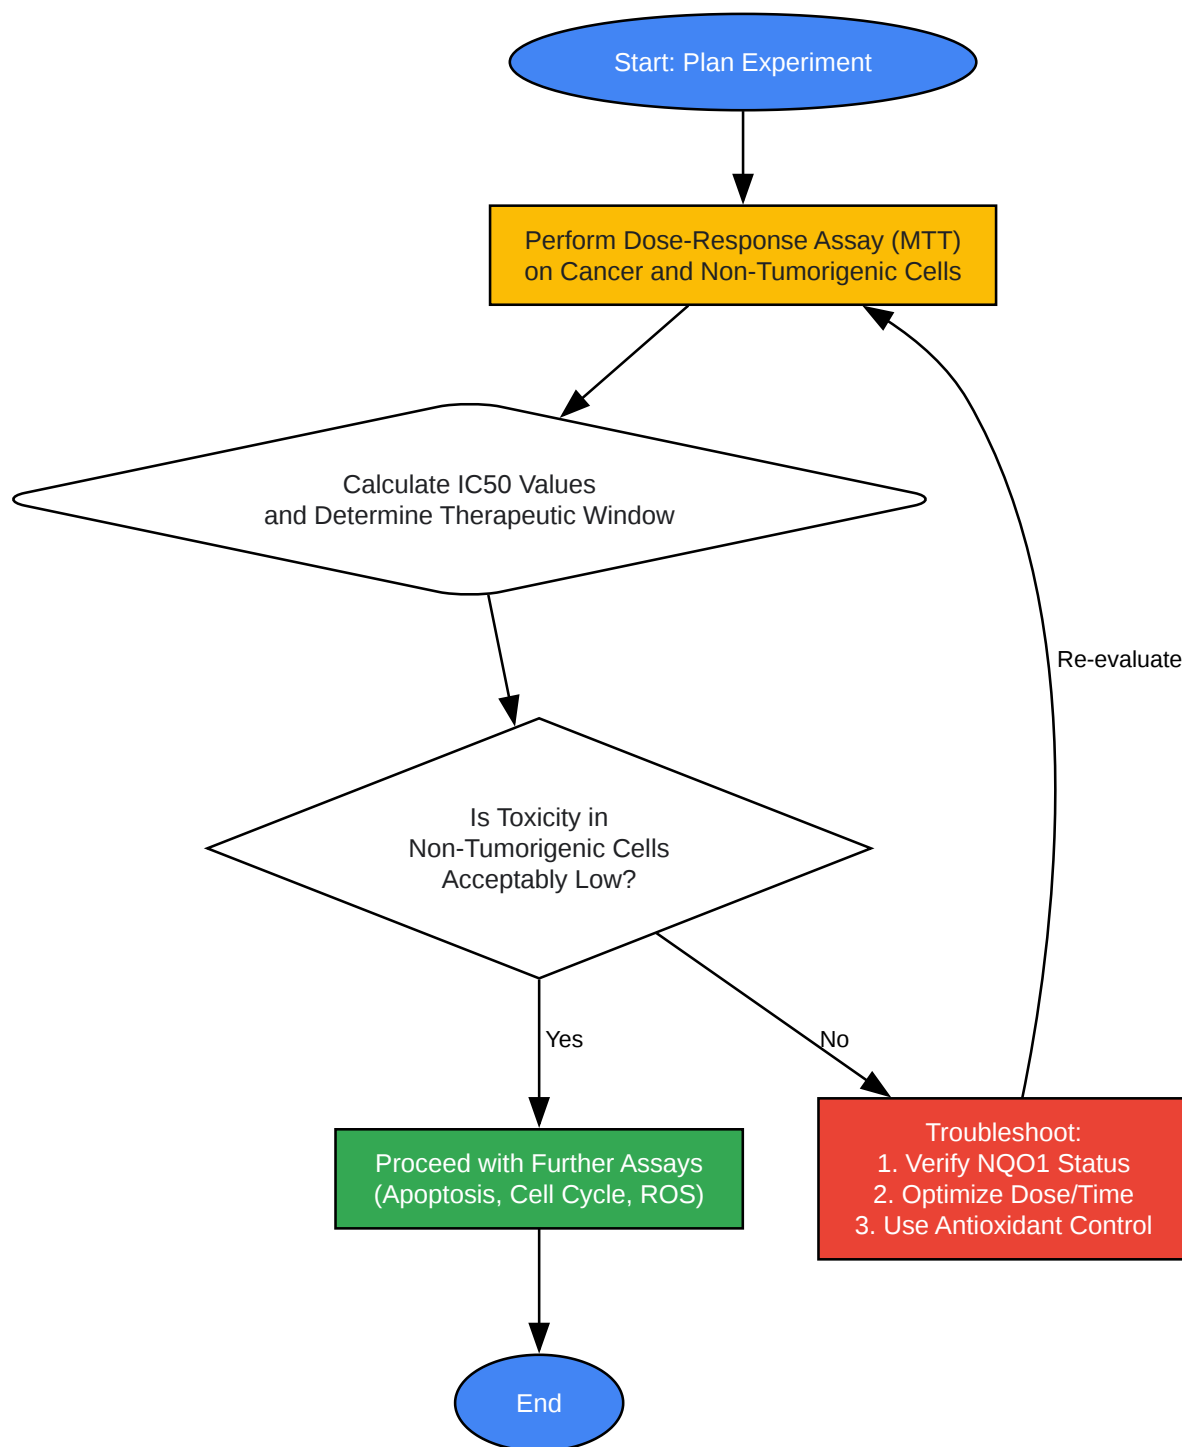 Start: Plan Experiment
Perform Dose-Response Assay (MTT)
on Cancer and Non-Tumorigenic Cells
Calculate IC50 Values
and Determine Therapeutic Window
Re-evaluate
Is Toxicity in
Non-Tumorigenic Cells
Acceptably Low?
Yes
No
Proceed with Further Assays
(Apoptosis, Cell Cycle, ROS)
Troubleshoot:
1. Verify NQO1 Status
2. Optimize Dose/Time
3. Use Antioxidant Control
End